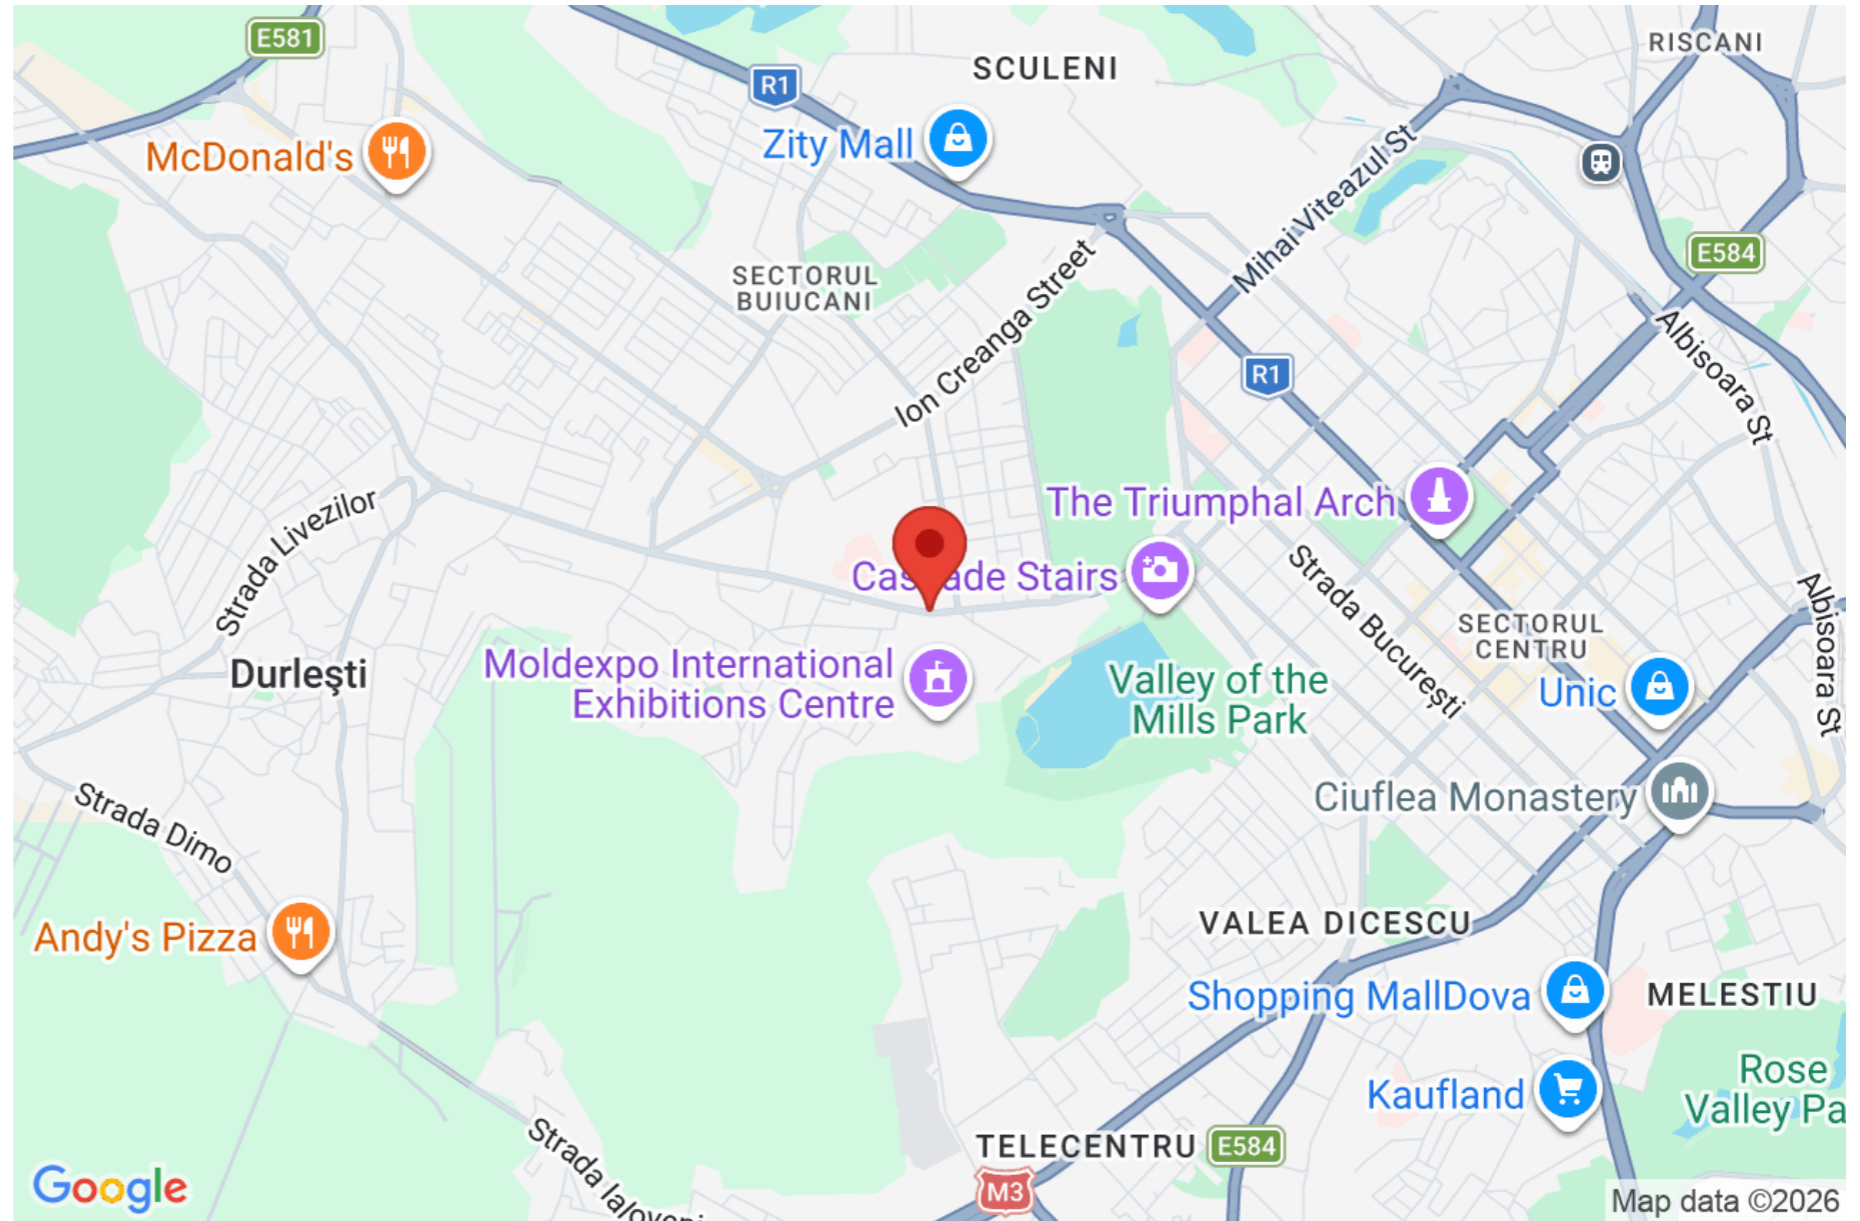 E581
RISCANI
SCULENI
R1
Zity Mall
McDonald's
Mihai Viteazul St
E584
SECTORUL
BUIUCANI
Ion Creanga Street
Albisoara St
R1
The Triumphal Arch
Strada Livezilor
Cascade Stairs
Strada București
Albisoara St
SECTORUL
CENTRU
Durleşti
Moldexpo International
Exhibitions Centre
Valley of the
Mills Park
Unic
Strada Dimo
Ciuflea Monastery
Andy's Pizza
VALEA DICESCU
Shopping MallDova
MELESTIU
Kaufland
Rose
Valley Pa
TELECENTRU
E584
Strada Ialoveni
M3
Google
Map data ©2026